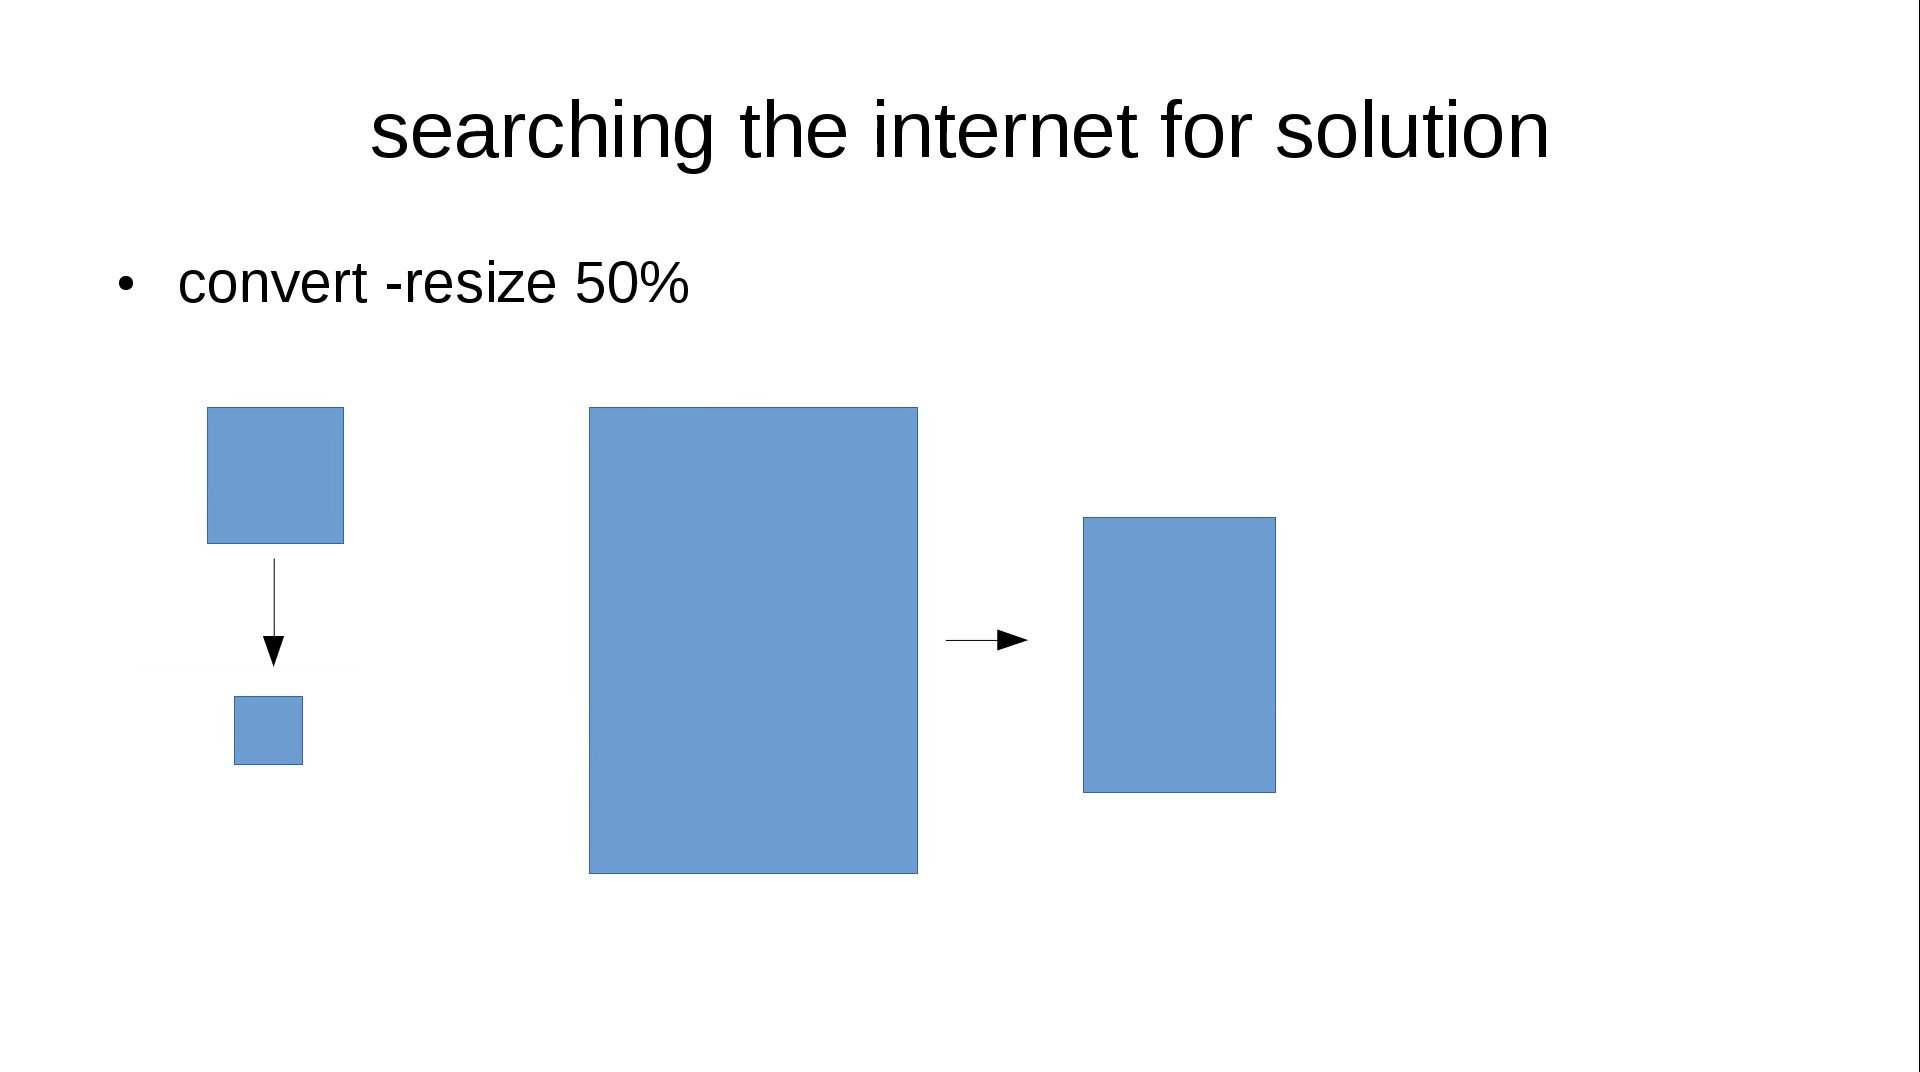 searching the internet for solution
• convert -resize 50%